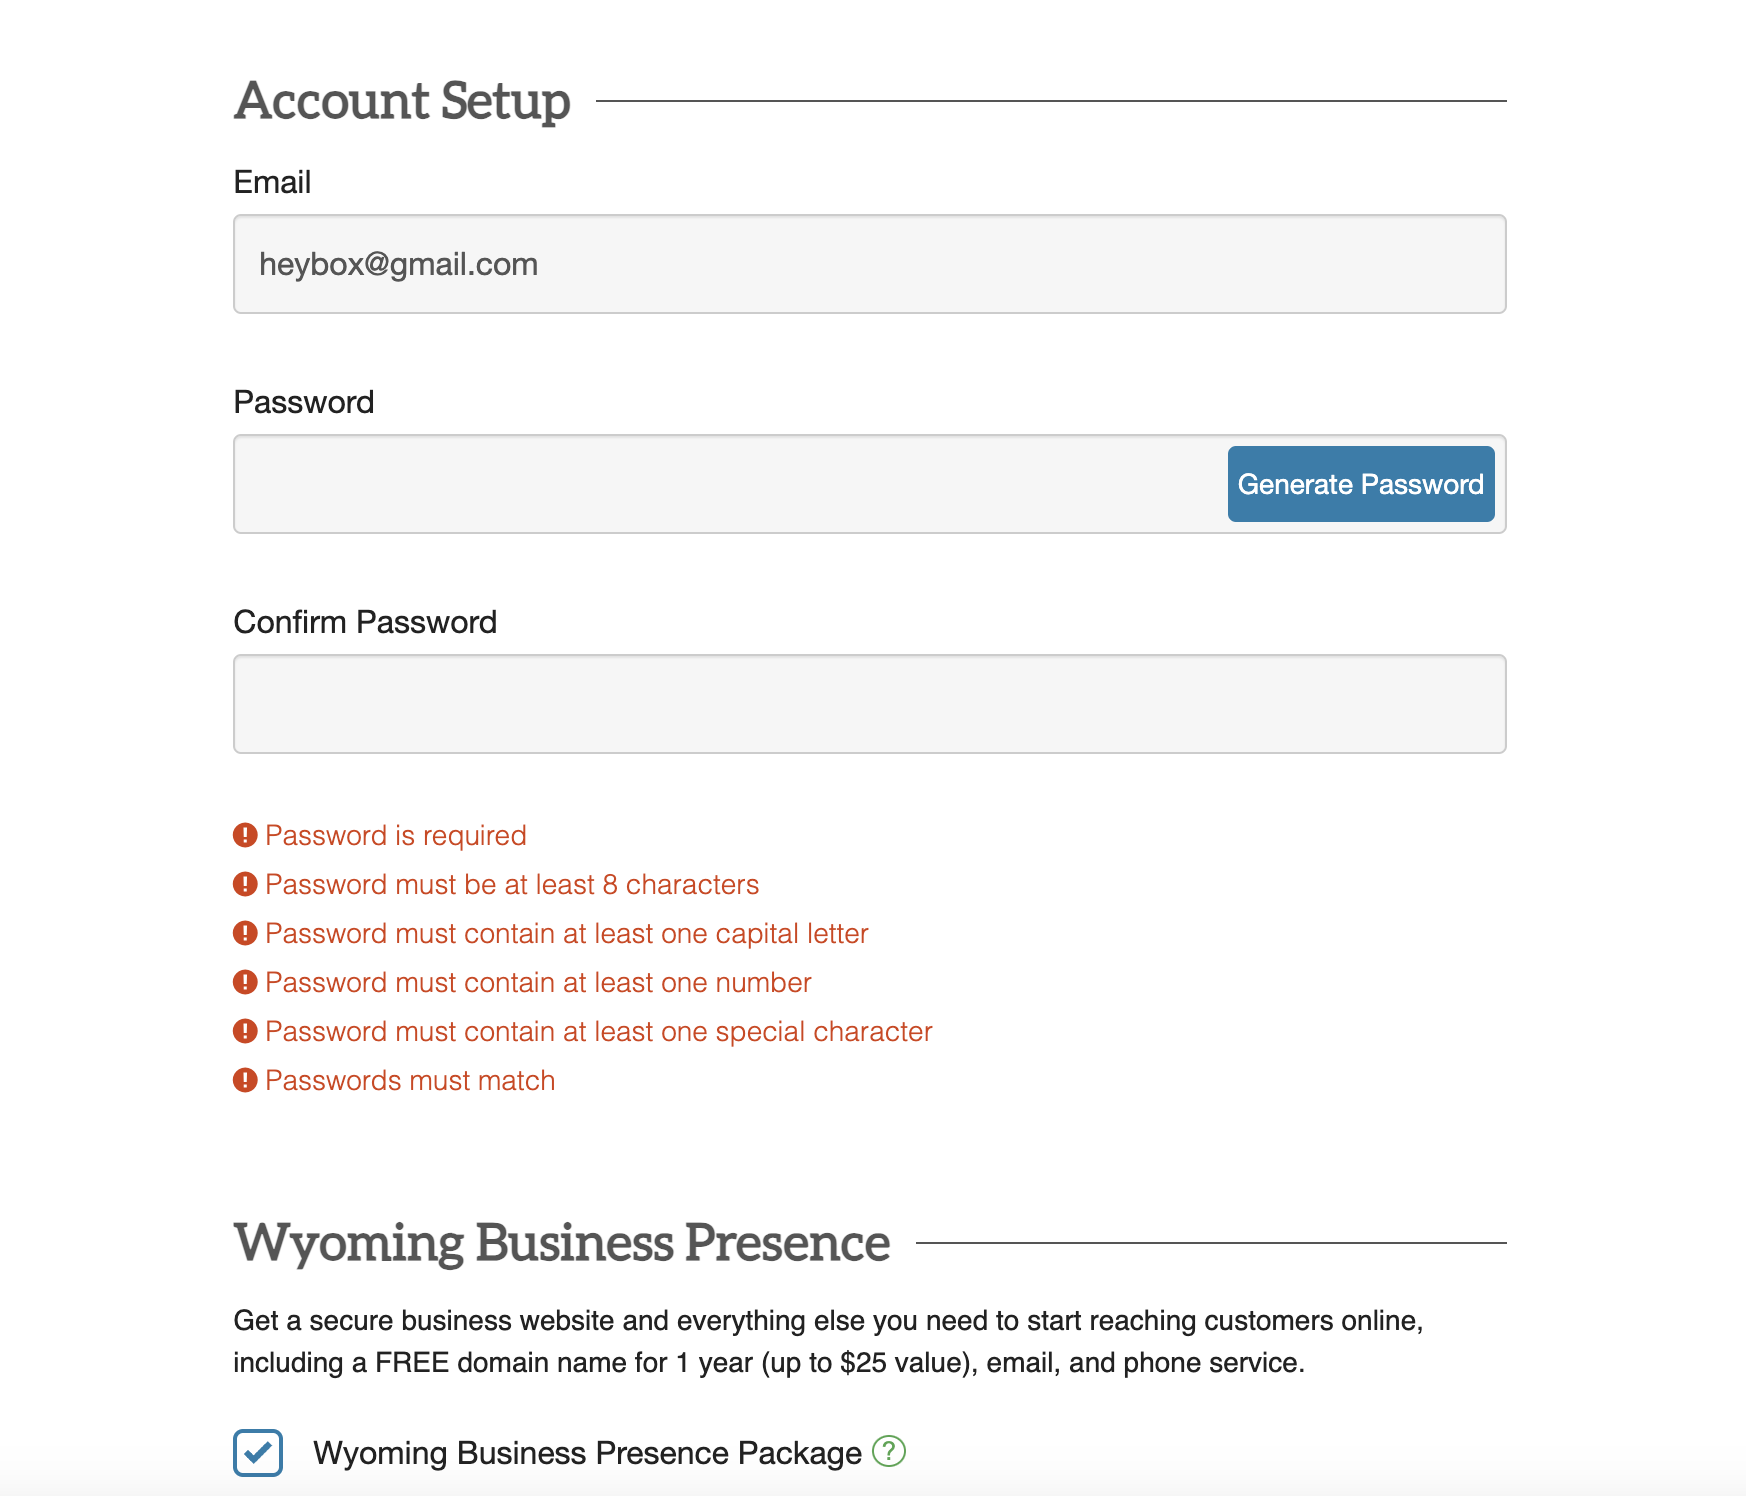 Account Setup
Email
heybox@gmail.com
Password
Generate Password
Confirm Password
Password is required
Password must be at least 8 characters
Password must contain at least one capital letter
Password must contain at least one number
Password must contain at least one special character
Passwords must match
Wyoming Business Presence
Get a secure business website and everything else you need to start reaching customers online,
including a FREE domain name for 1 year (up to $25 value), email, and phone service.
Wyoming Business Presence Package ?